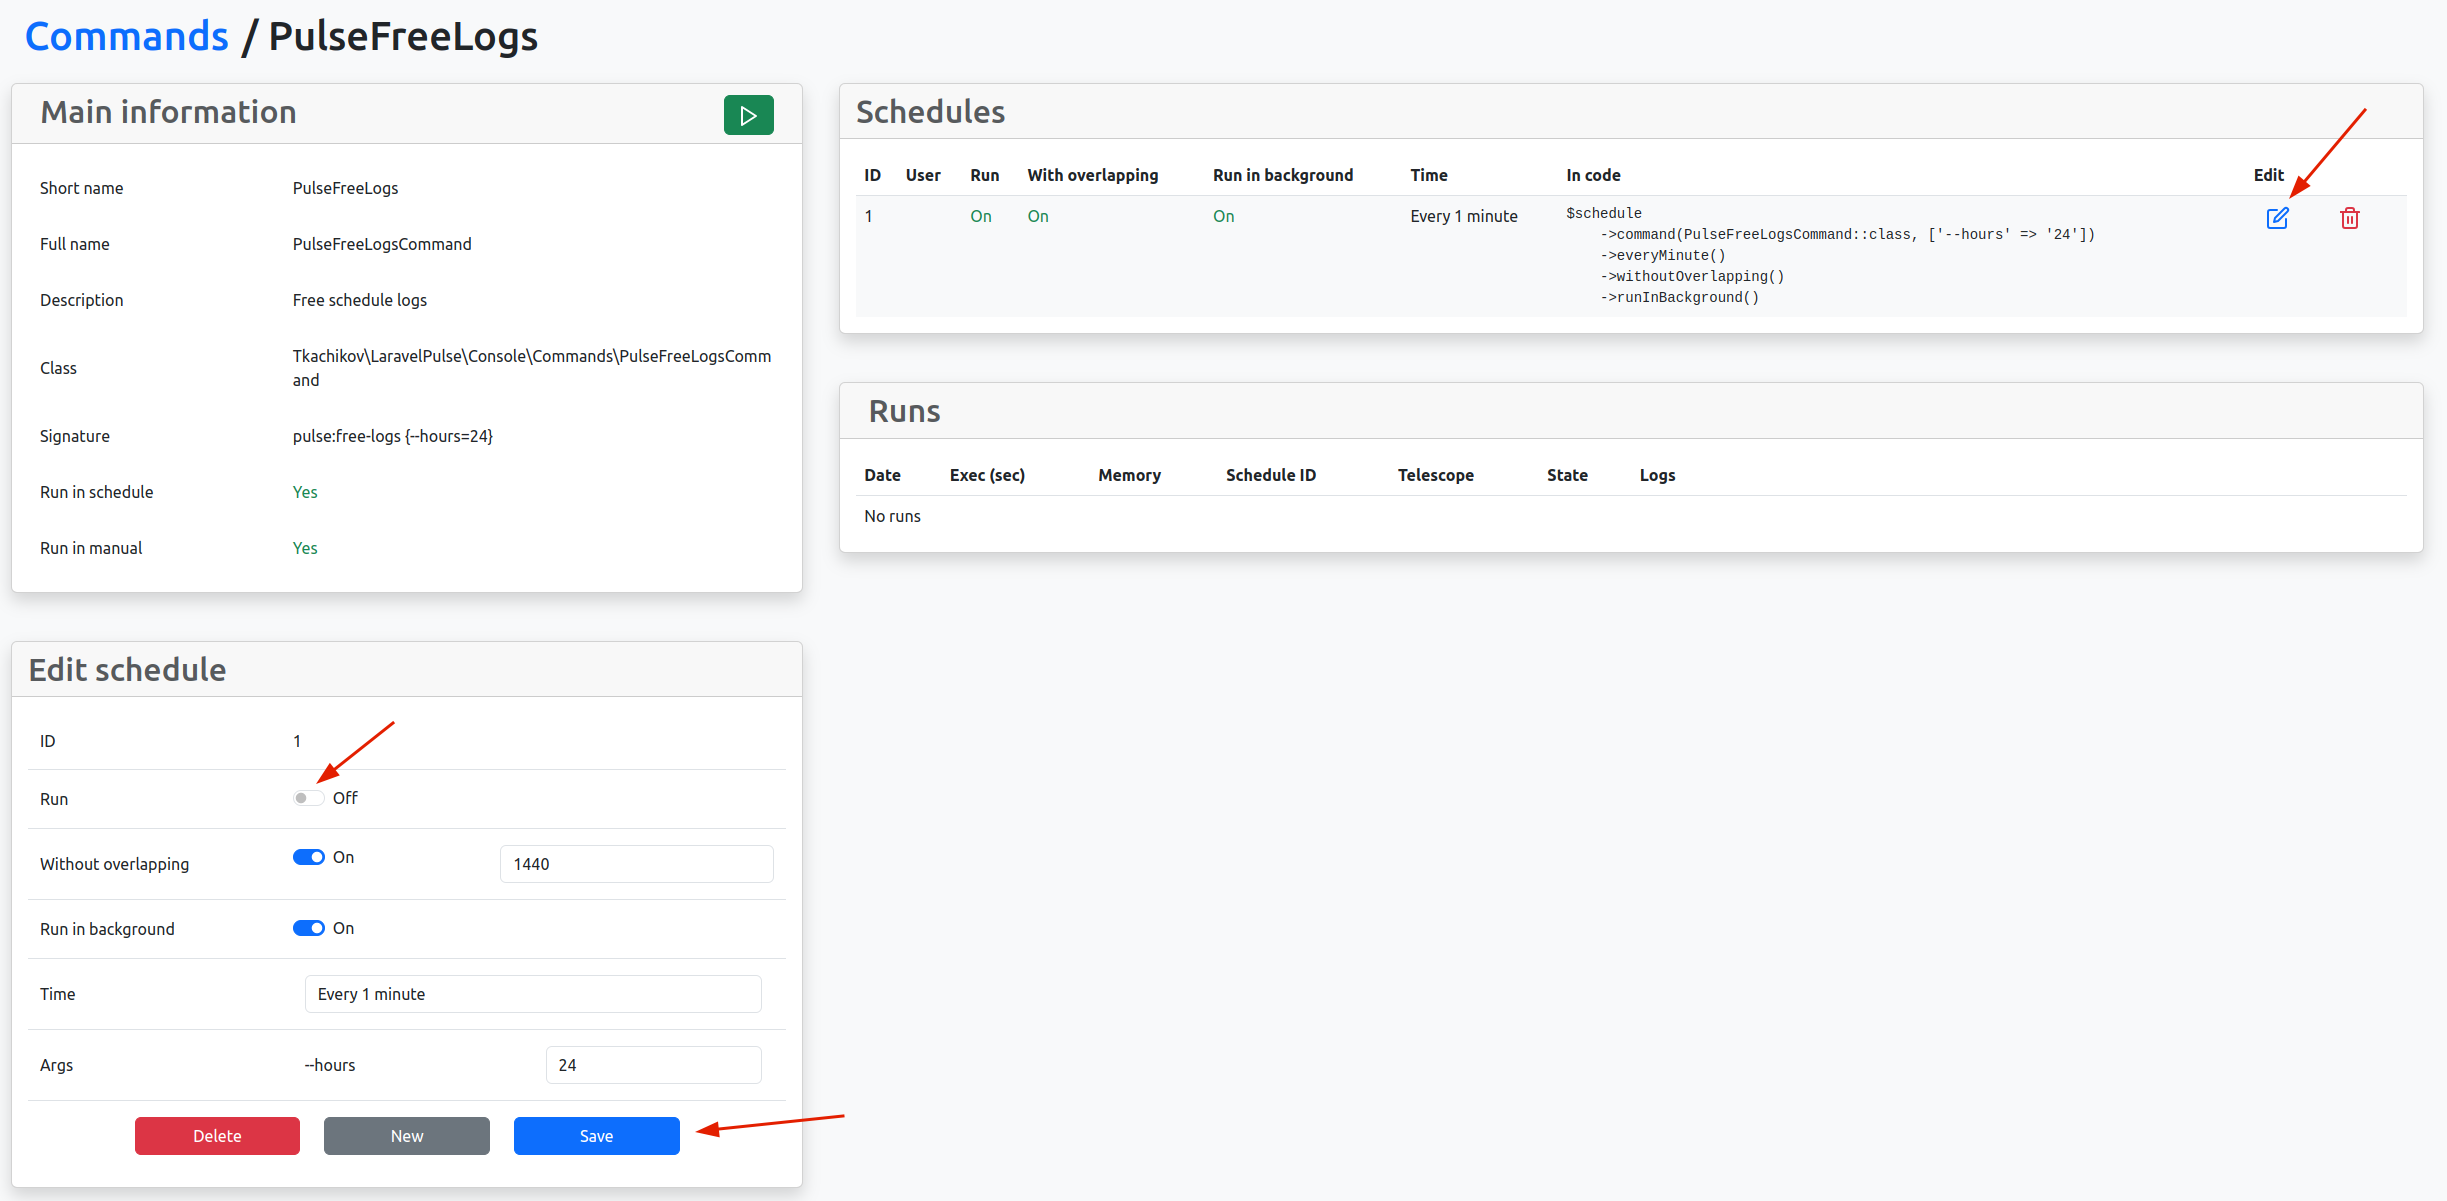 Commands / PulseFreeLogs
Main information
Short name PulseFreeLogs
Full name PulseFreeLogsCommand
Description Free schedule logs
Class Tkachikov\LaravelPulse\Console\Commands\PulseFreeLogsComm
and
Signature pulse:free-logs {--hours=24}
Run in schedule Yes
Run in manual Yes
Edit schedule
ID 1
Run Off
Without overlapping On 1440
Run in background On
Time Every 1 minute
Args --hours 24
Delete New Save
Schedules
ID User Run With overlapping Run in background Time In code Edit
1 On On On Every 1 minute $schedule
->command(PulseFreeLogsCommand::class, ['--hours' => '24'])
->everyMinute()
->withoutOverlapping()
->runInBackground()
Runs
Date Exec (sec) Memory Schedule ID Telescope State Logs
No runs